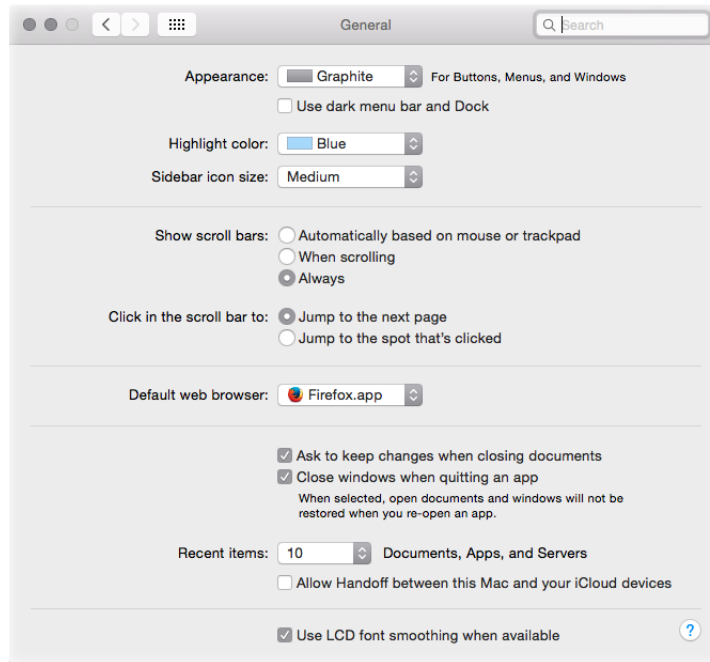 General
Search
Appearance: Graphite For Buttons, Menus, and Windows
Use dark menu bar and Dock
Highlight color: Blue
Sidebar icon size: Medium
Show scroll bars: Automatically based on mouse or trackpad
When scrolling
Always
Click in the scroll bar to: Jump to the next page
Jump to the spot that's clicked
Default web browser: Firefox.app
Ask to keep changes when closing documents
Close windows when quitting an app
When selected, open documents and windows will not be
restored when you re-open an app.
Recent items: 10 Documents, Apps, and Servers
Allow Handoff between this Mac and your iCloud devices
Use LCD font smoothing when available ?